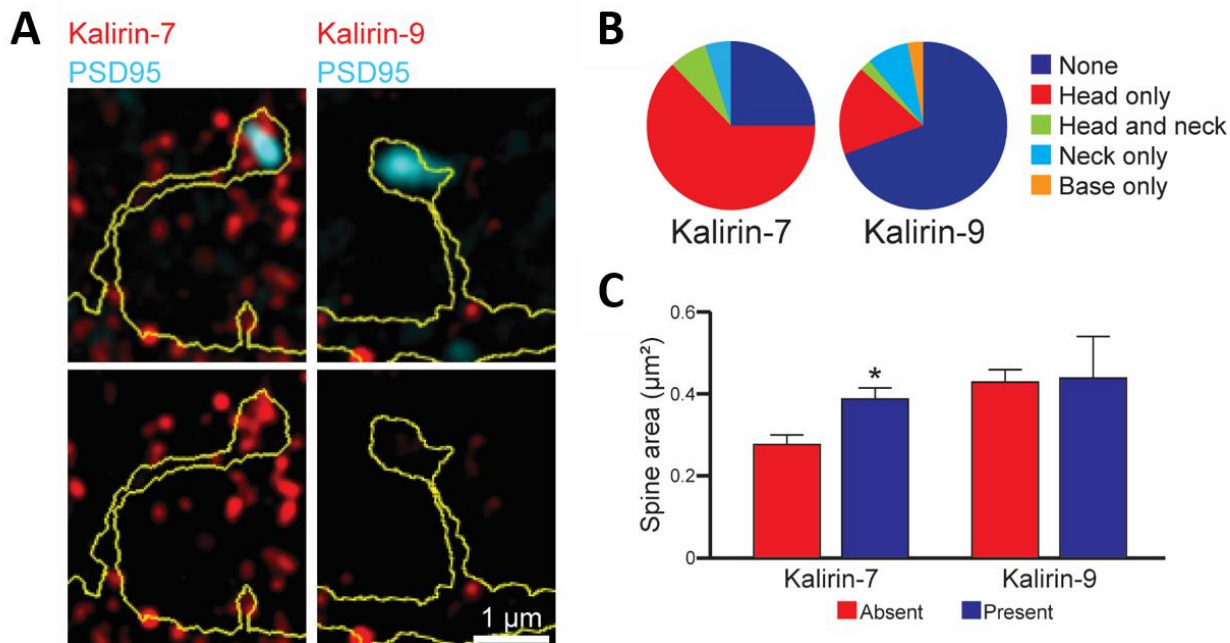 A
Kalirin-7
PSD95
Kalirin-9
PSD95
1 µm
B
Kalirin-7
Kalirin-9
None
Head only
Head and neck
Neck only
Base only
C
Spine area (µm²)
0.6
0.4
0.2
0
*
Kalirin-7
Kalirin-9
Absent
Present